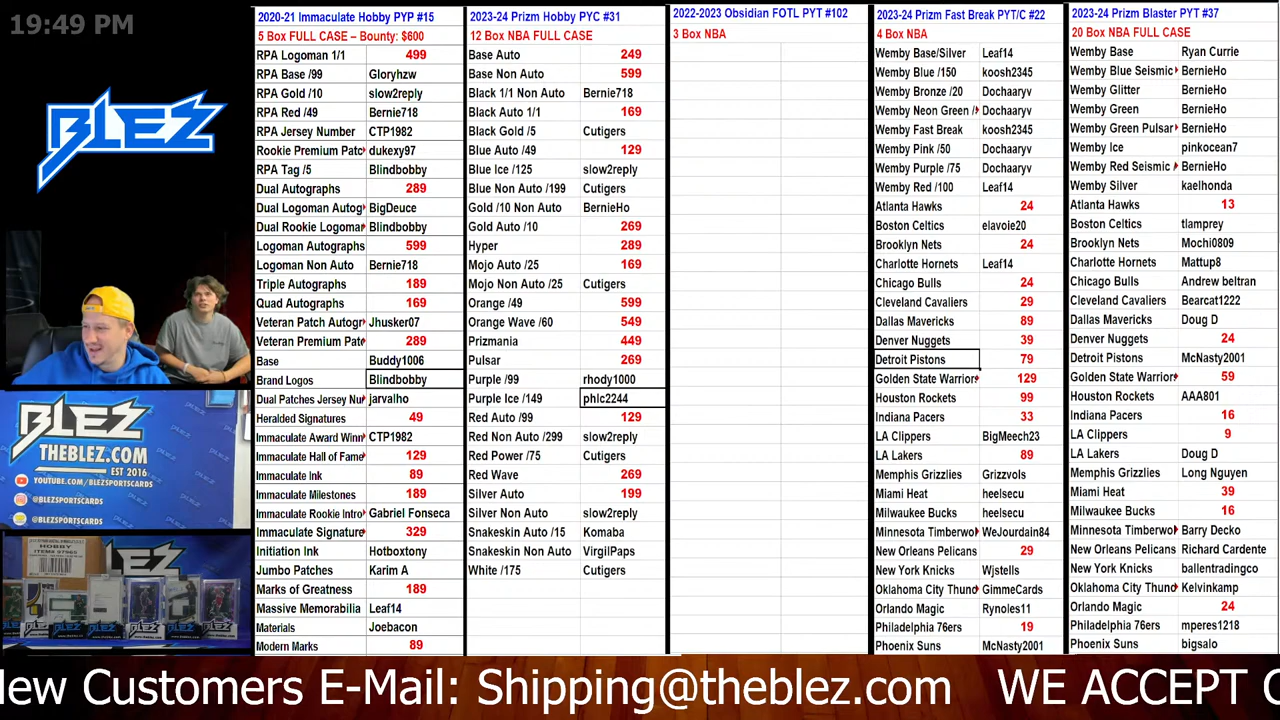 19:49 PM
BLEZ
BLEZ
THEBLEZ.COM
EST 2016
YOUTUBE.COM/BLEZSPORTSCARDS
@BLEZSPORTSCARDS
@BLEZSPORTSCARDS
HOBBY
2020-21 Immaculate Hobby PYP #15
5 Box FULL CASE – Bounty: $600
RPA Logoman 1/1 499
RPA Base /99 Gloryhzw
RPA Gold /10 slow2reply
RPA Red /49 Bernie718
RPA Jersey Number CTP1982
Rookie Premium Patc dukexy97
RPA Tag /5 Blindbobby
Dual Autographs 289
Dual Logoman Autog BigDeuce
Dual Rookie Logoma Blindbobby
Logoman Autographs 599
Logoman Non Auto Bernie718
Triple Autographs 189
Quad Autographs 169
Veteran Patch Autogr Jhusker07
Veteran Premium Pat 289
Base Buddy1006
Brand Logos Blindbobby
Dual Patches Jersey Nu jarvalho
Heralded Signatures 49
Immaculate Award Winn CTP1982
Immaculate Hall of Fame 129
Immaculate Ink 89
Immaculate Milestones 189
Immaculate Rookie Intro Gabriel Fonseca
Immaculate Signature 329
Initiation Ink Hotboxtony
Jumbo Patches Karim A
Marks of Greatness 189
Massive Memorabilia Leaf14
Materials Joebacon
Modern Marks 89
2023-24 Prizm Hobby PYC #31
12 Box NBA FULL CASE
Base Auto 249
Base Non Auto 599
Black 1/1 Non Auto Bernie718
Black Auto 1/1 169
Black Gold /5 Cutigers
Blue Auto /49 129
Blue Ice /125 slow2reply
Blue Non Auto /199 Cutigers
Gold /10 Non Auto BernieHo
Gold Auto /10 269
Hyper 289
Mojo Auto /25 169
Mojo Non Auto /25 Cutigers
Orange /49 599
Orange Wave /60 549
Prizmania 449
Pulsar 269
Purple /99 rhody1000
Purple Ice /149 phlc2244
Red Auto /99 129
Red Non Auto /299 slow2reply
Red Power /75 Cutigers
Red Wave 269
Silver Auto 199
Silver Non Auto slow2reply
Snakeskin Auto /15 Komaba
Snakeskin Non Auto VirgilPaps
White /175 Cutigers
2022-2023 Obsidian FOTL PYT #102
3 Box NBA
2023-24 Prizm Fast Break PYT/C #22
4 Box NBA
Wemby Base/Silver Leaf14
Wemby Blue /150 koosh2345
Wemby Bronze /20 Dochaaryv
Wemby Neon Green / Dochaaryv
Wemby Fast Break koosh2345
Wemby Pink /50 Dochaaryv
Wemby Purple /75 Dochaaryv
Wemby Red /100 Leaf14
Atlanta Hawks 24
Boston Celtics elavoie20
Brooklyn Nets 24
Charlotte Hornets Leaf14
Chicago Bulls 24
Cleveland Cavaliers 29
Dallas Mavericks 89
Denver Nuggets 39
Detroit Pistons 79
Golden State Warrior 129
Houston Rockets 99
Indiana Pacers 33
LA Clippers BigMeech23
LA Lakers 89
Memphis Grizzlies Grizzvols
Miami Heat heelsecu
Milwaukee Bucks heelsecu
Minnesota Timberwo WeJourdain84
New Orleans Pelicans 29
New York Knicks Wjstells
Oklahoma City Thun GimmeCards
Orlando Magic Rynoles11
Philadelphia 76ers 19
Phoenix Suns McNasty2001
2023-24 Prizm Blaster PYT #37
20 Box NBA FULL CASE
Wemby Base Ryan Currie
Wemby Blue Seismic BernieHo
Wemby Glitter BernieHo
Wemby Green BernieHo
Wemby Green Pulsar BernieHo
Wemby Ice pinkocean7
Wemby Red Seismic BernieHo
Wemby Silver kaelhonda
Atlanta Hawks 13
Boston Celtics tlamprey
Brooklyn Nets Mochi0809
Charlotte Hornets Mattup8
Chicago Bulls Andrew beltran
Cleveland Cavaliers Bearcat1222
Dallas Mavericks Doug D
Denver Nuggets 24
Detroit Pistons McNasty2001
Golden State Warrior 59
Houston Rockets AAA801
Indiana Pacers 16
LA Clippers 9
LA Lakers Doug D
Memphis Grizzlies Long Nguyen
Miami Heat 39
Milwaukee Bucks 16
Minnesota Timberwo Barry Decko
New Orleans Pelicans Richard Cardente
New York Knicks ballentradingco
Oklahoma City Thun Kelvinkamp
Orlando Magic 24
Philadelphia 76ers mperes1218
Phoenix Suns bigsalo
New Customers E-Mail: Shipping@theblez.com WE ACCEPT